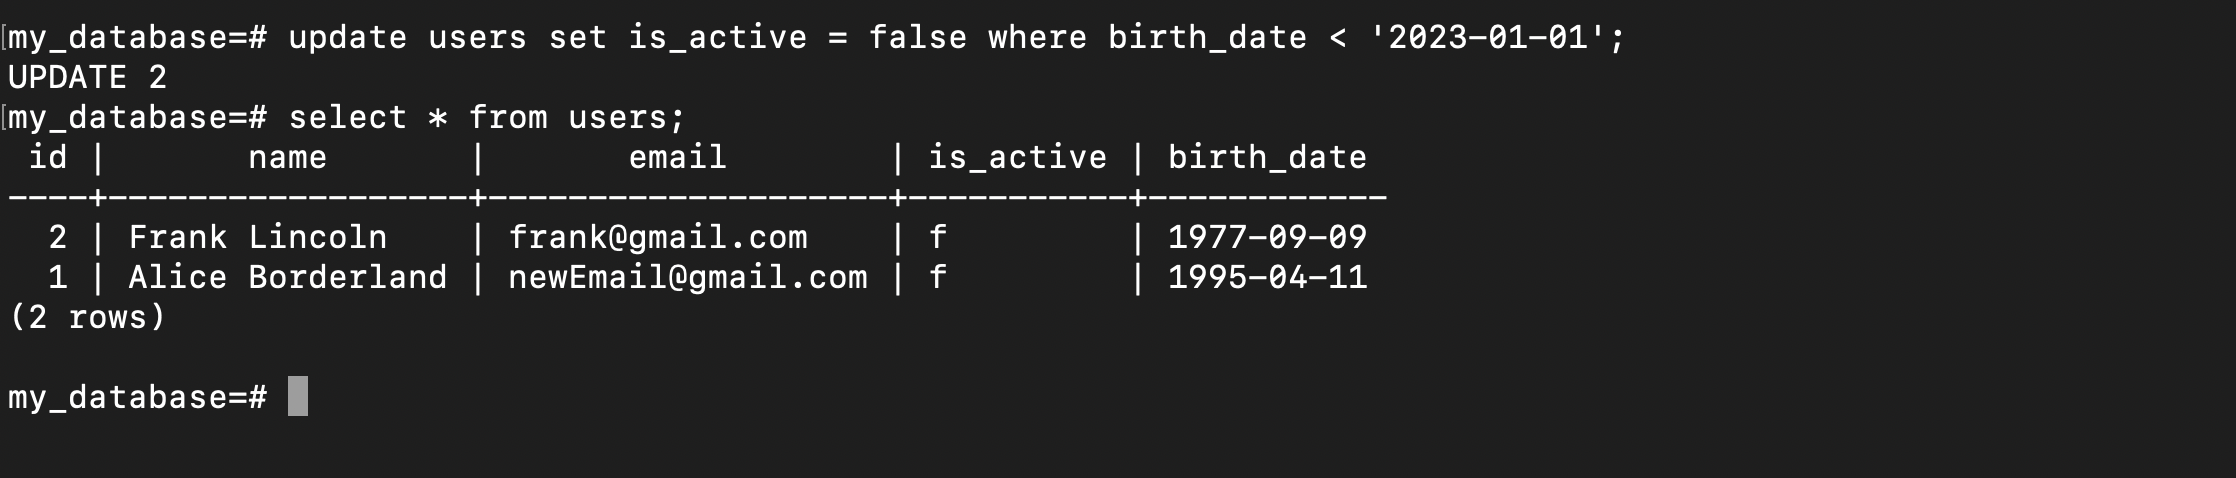 [my_database=# update users set is_active = false where birth_date < '2023-01-01';
UPDATE 2
[my_database=# select * from users;
 id |       name       |       email        | is_active | birth_date
----+------------------+--------------------+-----------+------------
  2 | Frank Lincoln    | frank@gmail.com    | f         | 1977-09-09
  1 | Alice Borderland | newEmail@gmail.com | f         | 1995-04-11
(2 rows)
my_database=#